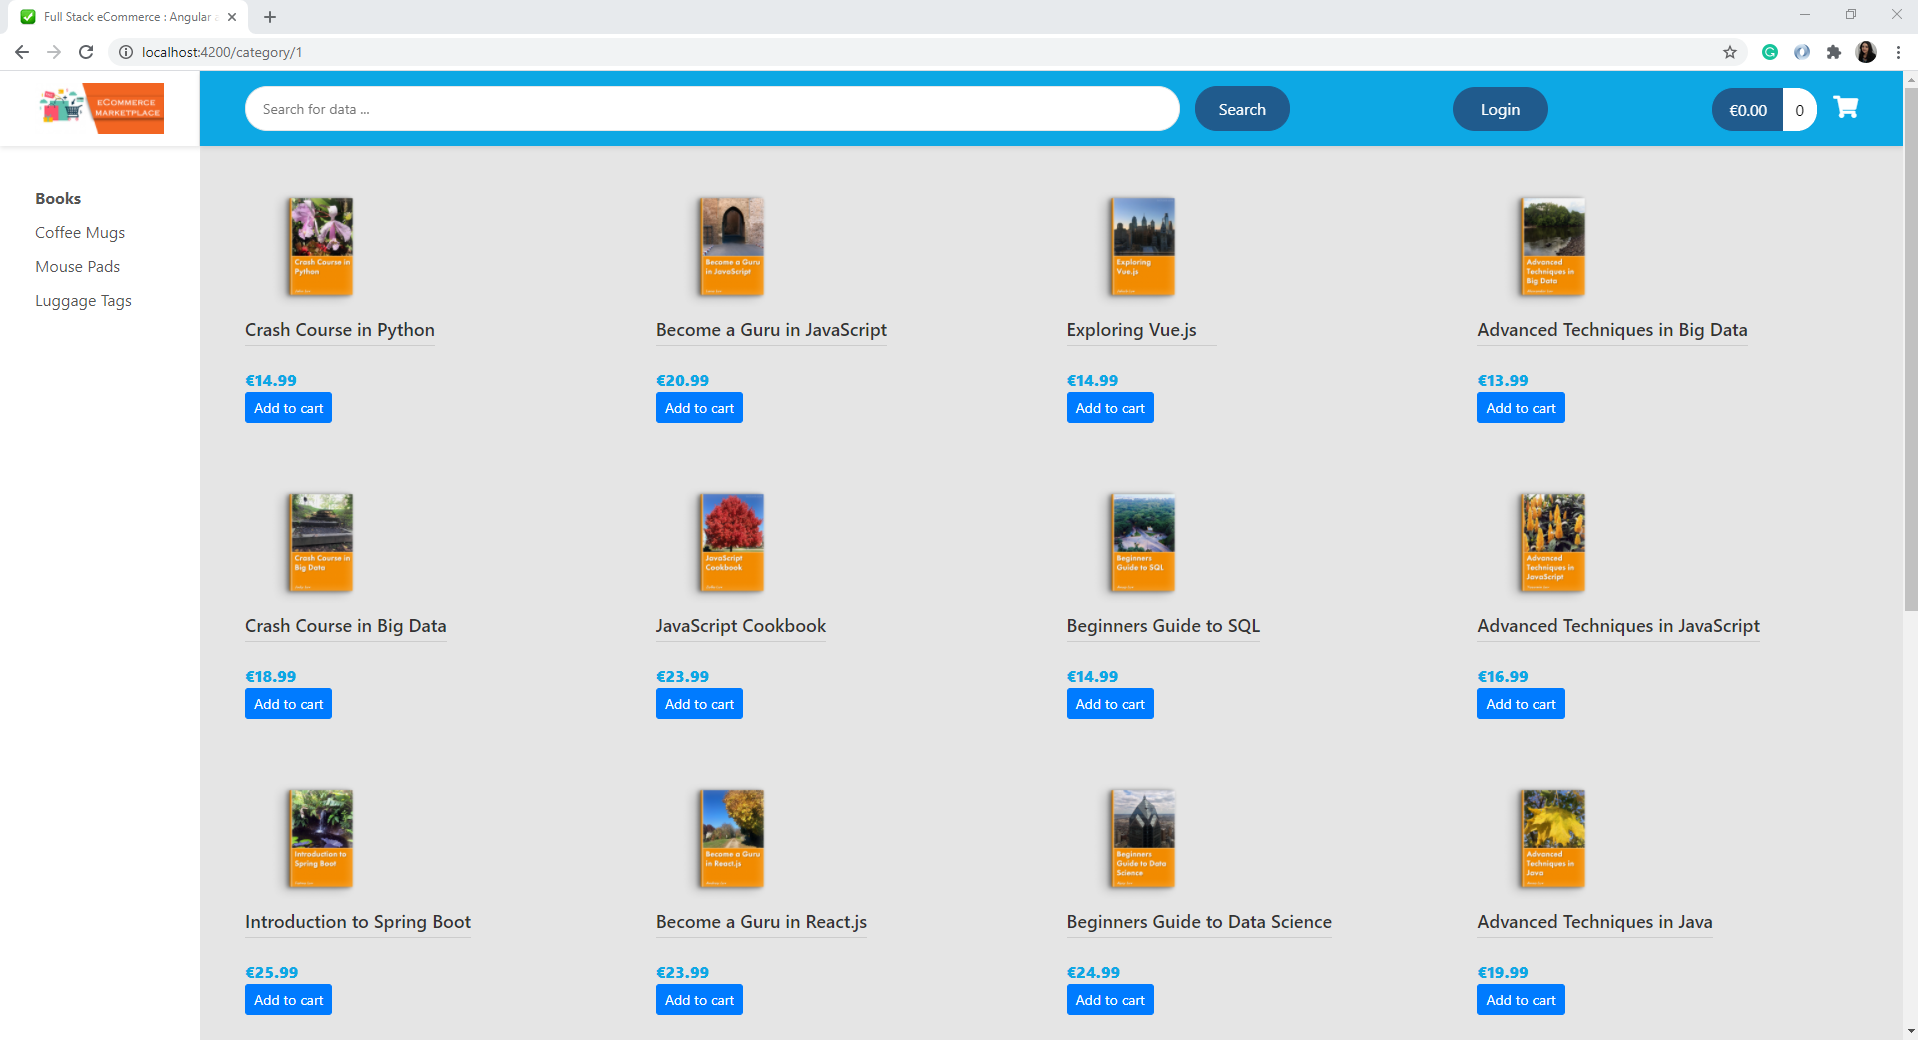 Full Stack eCommerce : Angular a
localhost:4200/category/1
eCommerce
marketplace
Search for data ...
Search
Login
€0.00
0
Books
Coffee Mugs
Mouse Pads
Luggage Tags
Crash Course in
Python
Become a Guru
in JavaScript
Exploring
Vue.js
Advanced
Techniques in
Big Data
Crash Course in Python
Become a Guru in JavaScript
Exploring Vue.js
Advanced Techniques in Big Data
€14.99
€20.99
€14.99
€13.99
Add to cart
Add to cart
Add to cart
Add to cart
Crash Course in
Big Data
JavaScript
Cookbook
Beginners
Guide to SQL
Advanced
Techniques in
JavaScript
Crash Course in Big Data
JavaScript Cookbook
Beginners Guide to SQL
Advanced Techniques in JavaScript
€18.99
€23.99
€14.99
€16.99
Add to cart
Add to cart
Add to cart
Add to cart
Introduction to
Spring Boot
Become a Guru
in React.js
Beginners
Guide to Data
Science
Advanced
Techniques in
Java
Introduction to Spring Boot
Become a Guru in React.js
Beginners Guide to Data Science
Advanced Techniques in Java
€25.99
€23.99
€24.99
€19.99
Add to cart
Add to cart
Add to cart
Add to cart